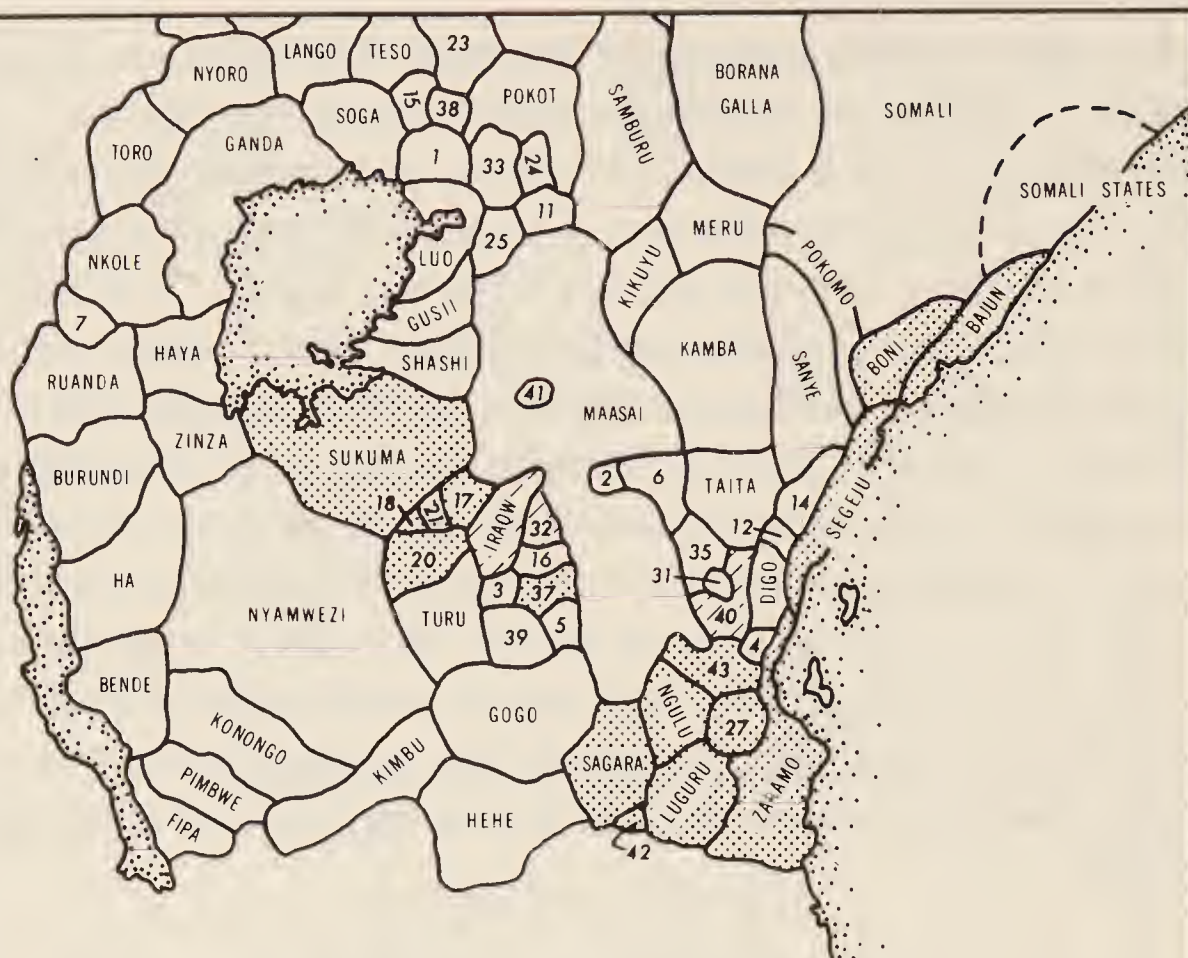 LANGO
TESO
23
NYORO
POKOT
BORANA
GALLA
SOMALI
15
38
SOGA
SAMBURU
TORO
GANDA
1
33
24
SOMALI STATES
11
LUO
25
MERU
NKOLE
KIKUYU
POKOMO
GUSII
7
HAYA
SHASHI
KAMBA
SANYE
BONI
BAJUN
RUANDA
41
MAASAI
ZINZA
SUKUMA
BURUNDI
18
21
17
IRAQW
32
2
6
TAITA
14
SEGEJU
12
20
16
35
31
DIGO
HA
3
37
40
NYAMWEZI
TURU
39
5
4
43
BENDE
GOGO
NGULU
27
KONONGO
KIMBU
SAGARA
LUGURU
ZARAMO
PIMBWE
FIPA
HEHE
42